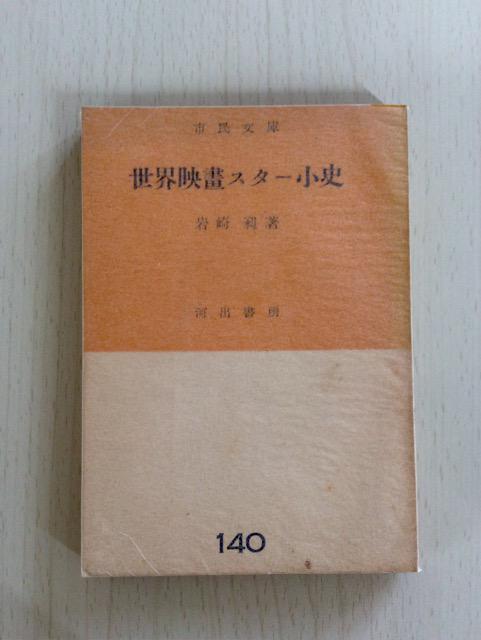 市民文庫
世界映畫スター小史
岩崎昶著
河出書房
140